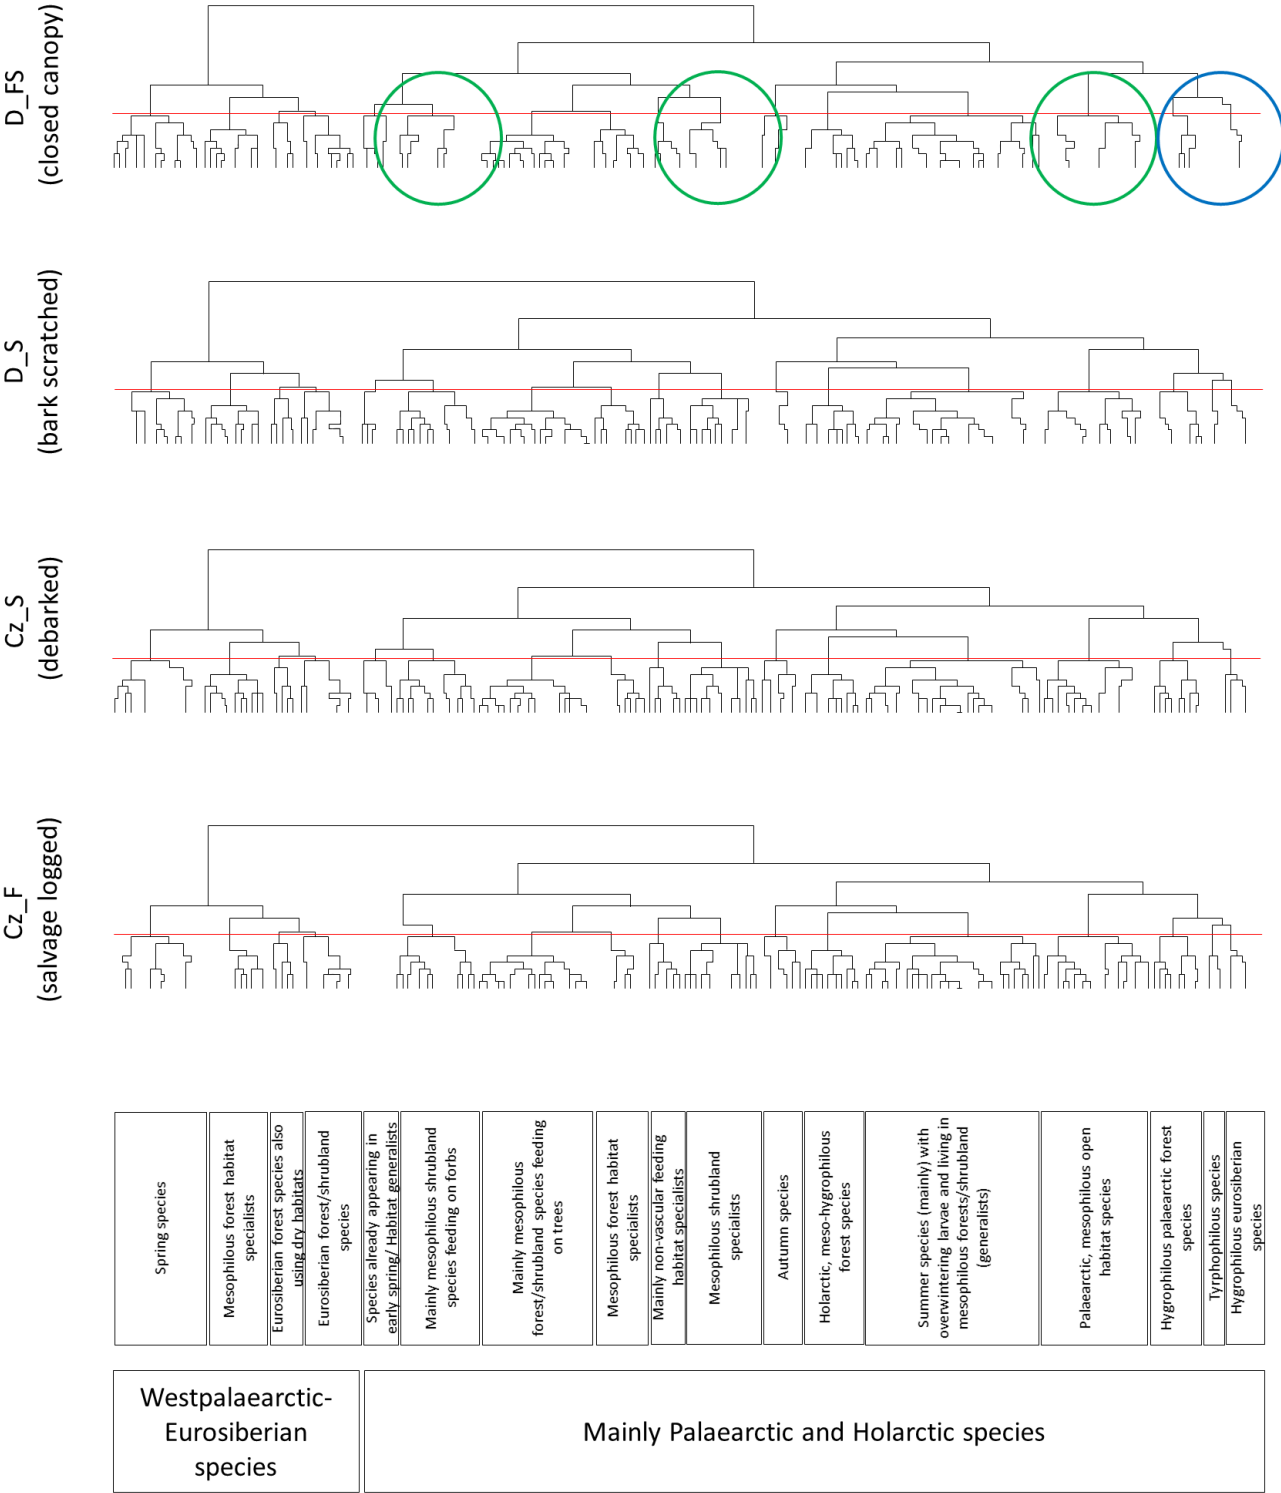 D_FS
(closed canopy)
D_S
(bark scratched)
Cz_S
(debarked)
Cz_F
(salvage logged)
Spring species
Mesophilous forest habitat
specialists
Eurosiberian forest species also
using dry habitats
Eurosiberian forest/shrubland
species
Species already appearing in
early spring/ Habitat generalists
Mainly mesophilous shrubland
species feeding on forbs
Mainly mesophilous
forest/shrubland species feeding
on trees
Mesophilous forest habitat
specialists
Mainly non-vascular feeding
habitat specialists
Mesophilous shrubland
specialists
Autumn species
Holarctic, meso-hygrophilous
forest species
Summer species (mainly) with
overwintering larvae and living in
mesophilous forests/shrubland
(generalists)
Palaearctic, mesophilous open
habitat species
Hygrophilous palaearctic forest
species
Tyrphophilous species
Hygrophilous eurosiberian
species
Westpalaearctic-
Eurosiberian
species
Mainly Palaearctic and Holarctic species